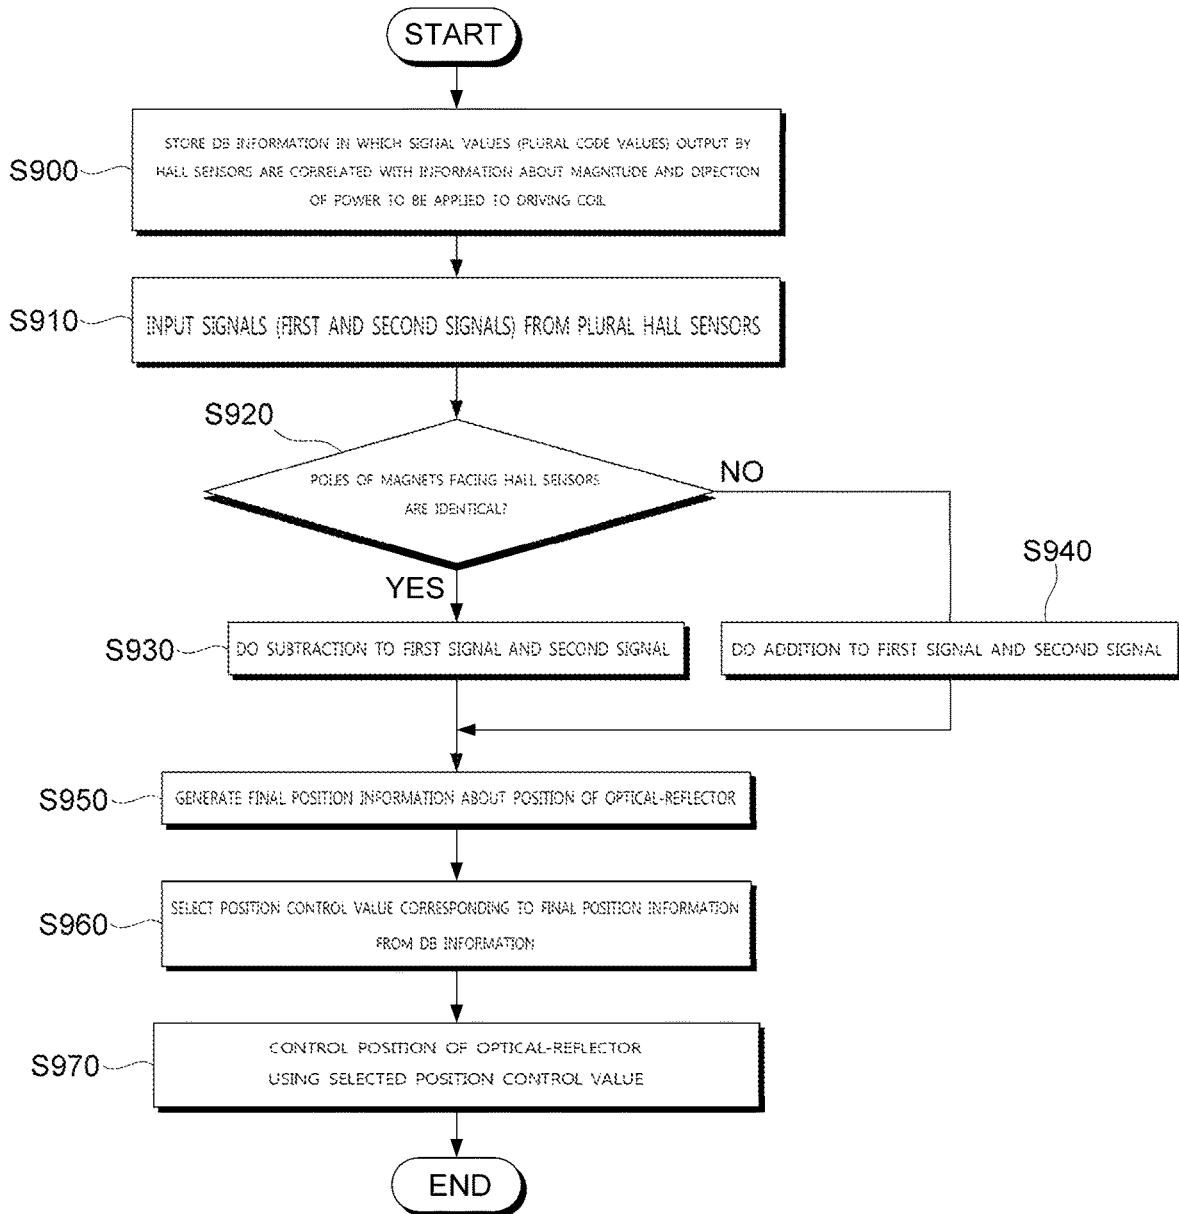 START
S900
STORE DB INFORMATION IN WHICH SIGNAL VALUES (PLURAL CODE VALUES) OUTPUT BY
HALL SENSORS ARE CORRELATED WITH INFORMATION ABOUT MAGNITUDE AND DIRECTION
OF POWER TO BE APPLIED TO DRIVING COIL
S910
INPUT SIGNALS (FIRST AND SECOND SIGNALS) FROM PLURAL HALL SENSORS
S920
POLES OF MAGNETS FACING HALL SENSORS
ARE IDENTICAL?
NO
YES
S930
DO SUBTRACTION TO FIRST SIGNAL AND SECOND SIGNAL
S940
DO ADDITION TO FIRST SIGNAL AND SECOND SIGNAL
S950
GENERATE FINAL POSITION INFORMATION ABOUT POSITION OF OPTICAL-REFLECTOR
S960
SELECT POSITION CONTROL VALUE CORRESPONDING TO FINAL POSITION INFORMATION
FROM DB INFORMATION
S970
CONTROL POSITION OF OPTICAL-REFLECTOR
USING SELECTED POSITION CONTROL VALUE
END